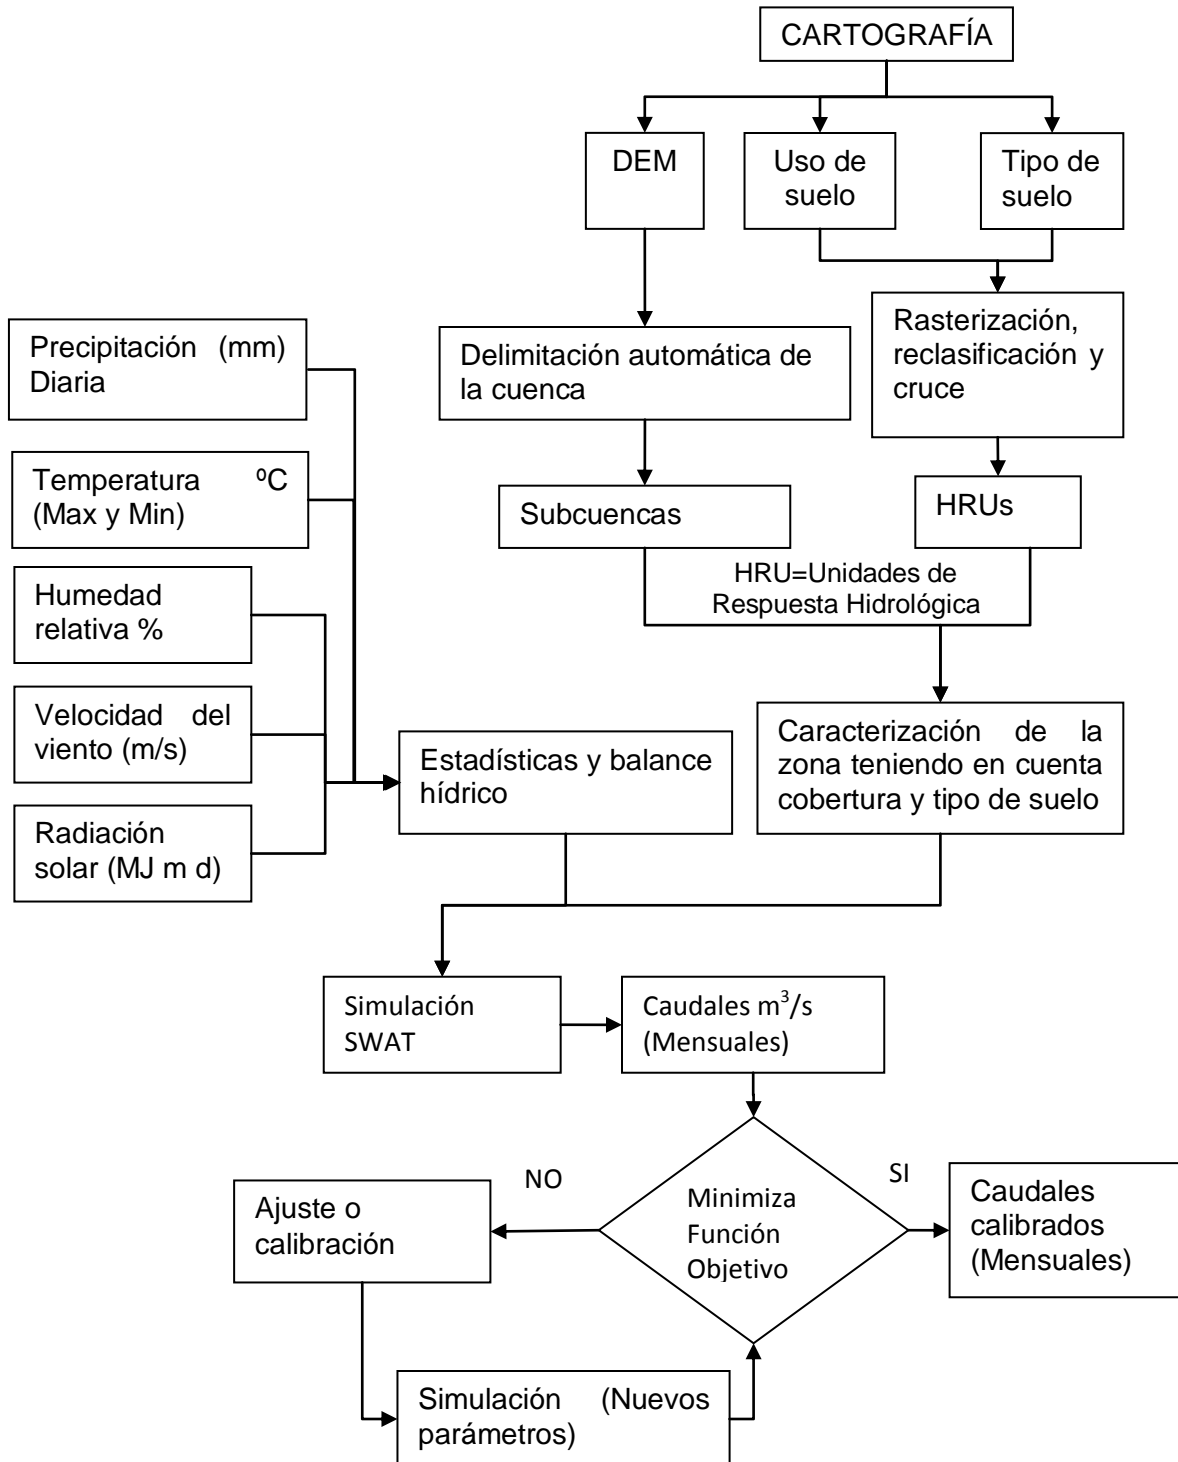 CARTOGRAFÍA
DEM
Uso de
suelo
Tipo de
suelo
Rasterización,
reclasificación y
cruce
Precipitación (mm)
Diaria
Delimitación automática de
la cuenca
Temperatura ºC
(Max y Min)
Subcuencas
HRUs
HRU=Unidades de
Respuesta Hidrológica
Humedad
relativa %
Velocidad del
viento (m/s)
Estadísticas y balance
hídrico
Caracterización de la
zona teniendo en cuenta
cobertura y tipo de suelo
Radiación
solar (MJ m d)
Simulación
SWAT
Caudales m³/s
(Mensuales)
NO
SI
Ajuste o
calibración
Minimiza
Función
Objetivo
Caudales
calibrados
(Mensuales)
Simulación (Nuevos
parámetros)